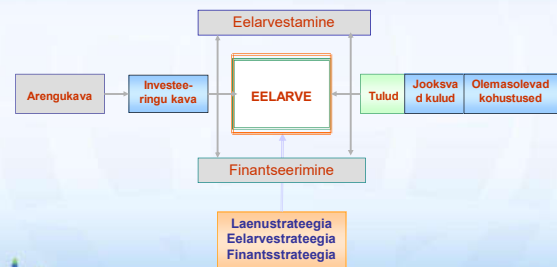 Eelarvestamine
Arengukava
Investee-
ringu kava
EELARVE
Tulud
Jooksva
d kulud
Olemasolevad
kohustused
Finantseerimine
Laenustrateegia
Eelarvestrateegia
Finantsstrateegia